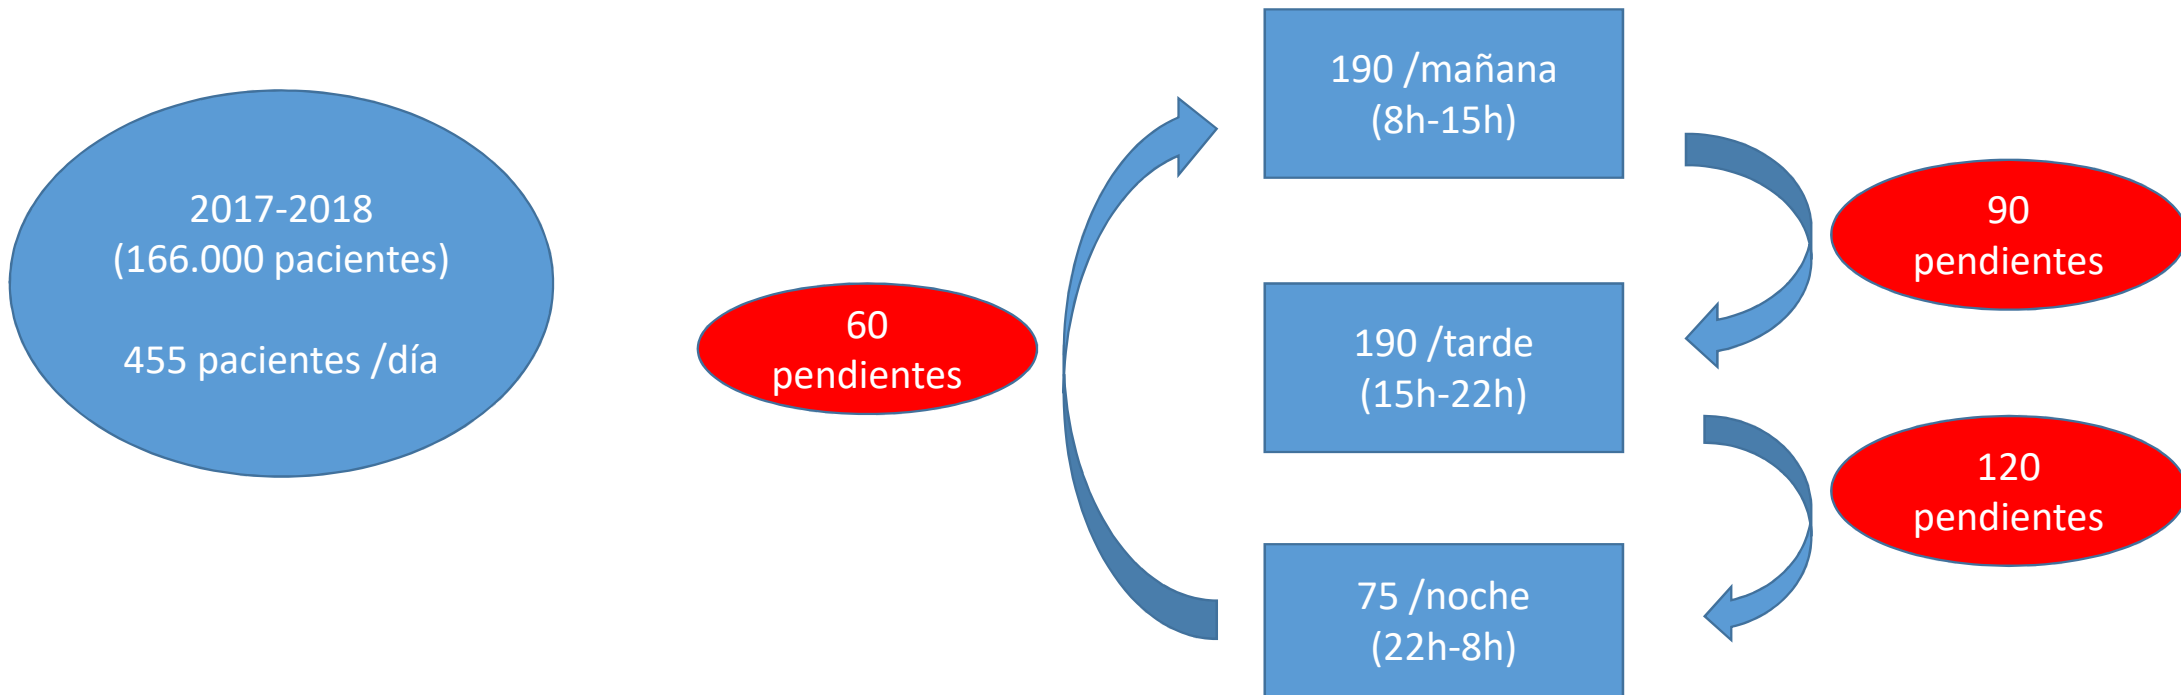 2017-2018
(166.000 pacientes)
455 pacientes /día
60
pendientes
190 /mañana
(8h-15h)
190 /tarde
(15h-22h)
75 /noche
(22h-8h)
90
pendientes
120
pendientes